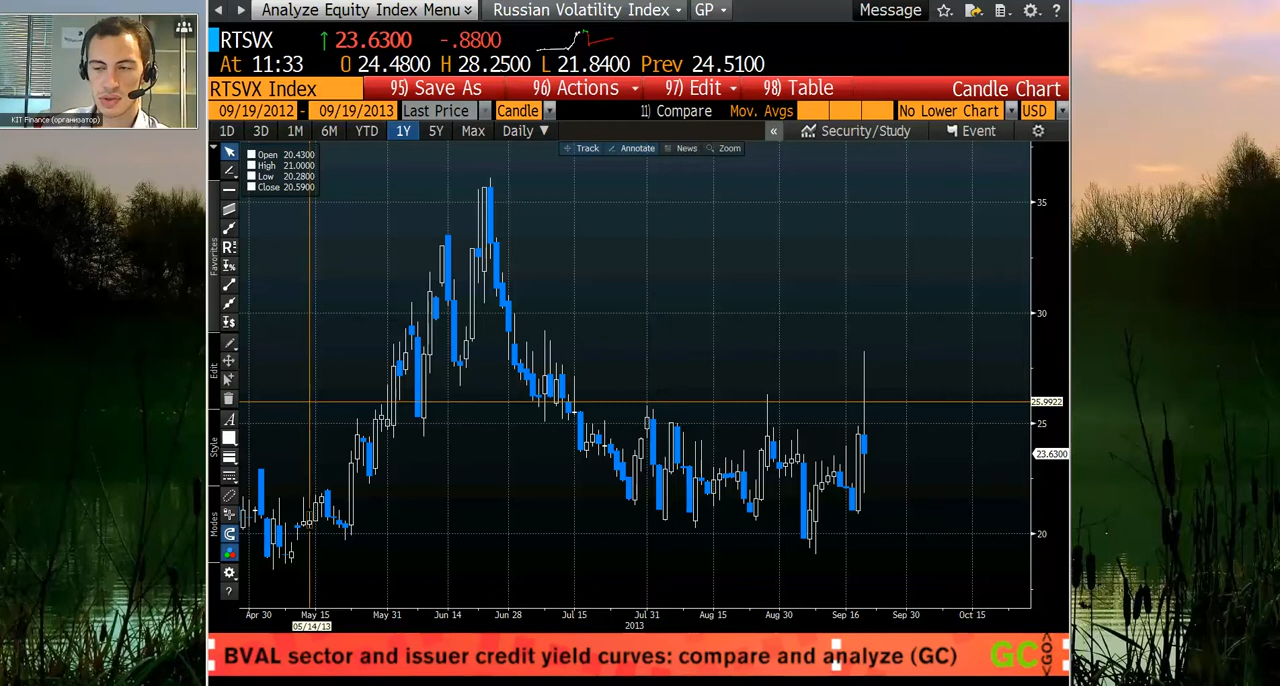 Analyze Equity Index Menu Russian Volatility Index GP Message ?
RTSVX 23.6300 -.8800
At 11:33 O 24.4800 H 28.2500 L 21.8400 Prev 24.5100
RTSVX Index 95) Save As 96) Actions 97) Edit 98) Table Candle Chart
09/19/2012 - 09/19/2013 Last Price Candle 11) Compare Mov. Avgs No Lower Chart USD
1D 3D 1M 6M YTD 1Y 5Y Max Daily « Security/Study Event
Track Annotate News Zoom
Open 20.4300
High 21.0000
Low 20.2800
Close 20.5900
KIT Finance (организатор)
Favorites
Edit
Style
Modes
R
%
$
A
?
35
30
25.9922
25
23.6300
20
Apr 30 May 15 May 31 Jun 14 Jun 28 Jul 15 Jul 31 Aug 15 Aug 30 Sep 16 Sep 30 Oct 15
05/14/13 2013
BVAL sector and issuer credit yield curves: compare and analyze (GC) GC GO